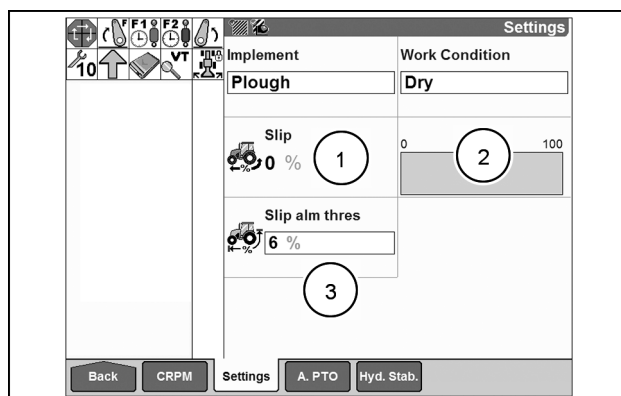 F F1 F2
Settings
10 VT
Implement
Work Condition
Plough
Dry
Slip
0 %
1
0 100
2
Slip alm thres
6 %
3
Back
CRPM
Settings
A. PTO
Hyd. Stab.